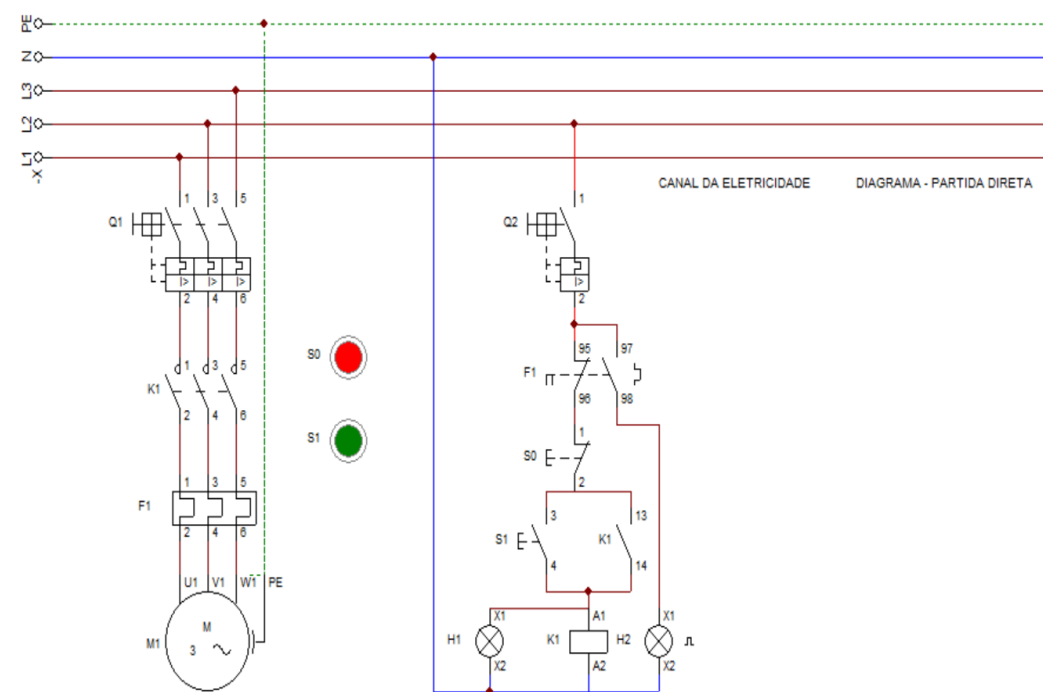 PE
N
L3
L2
L1
-X
CANAL DA ELETRICIDADE DIAGRAMA - PARTIDA DIRETA
1 3 5 1
Q1 Q2
I> I> I> I>
2 4 6 2
95 97
S0 F1
1 3 5
K1 96 98
2 4 6
1
S1 S0
2
1 3 5
F1 3 13
S1 K1
2 4 6 4 14
U1 V1 W1 PE
X1 A1 X1
M
M1 3 H1 K1 H2
X2 A2 X2